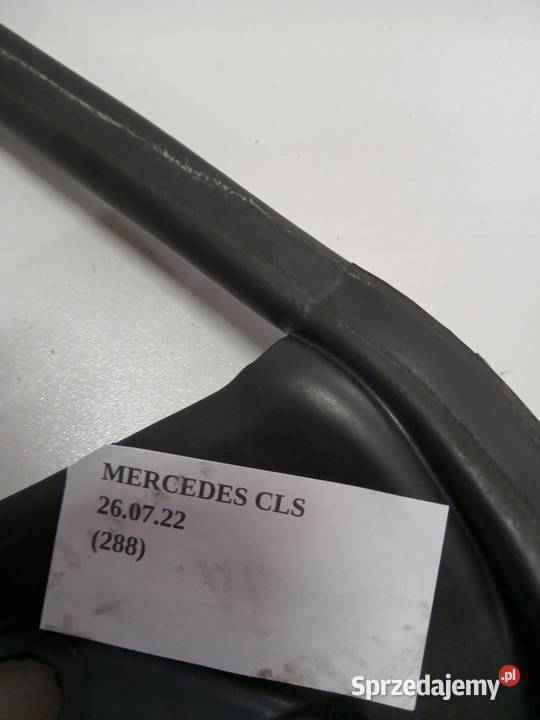 MERCEDES CLS
26.07.22
(288)
Sprzedajemy.pl